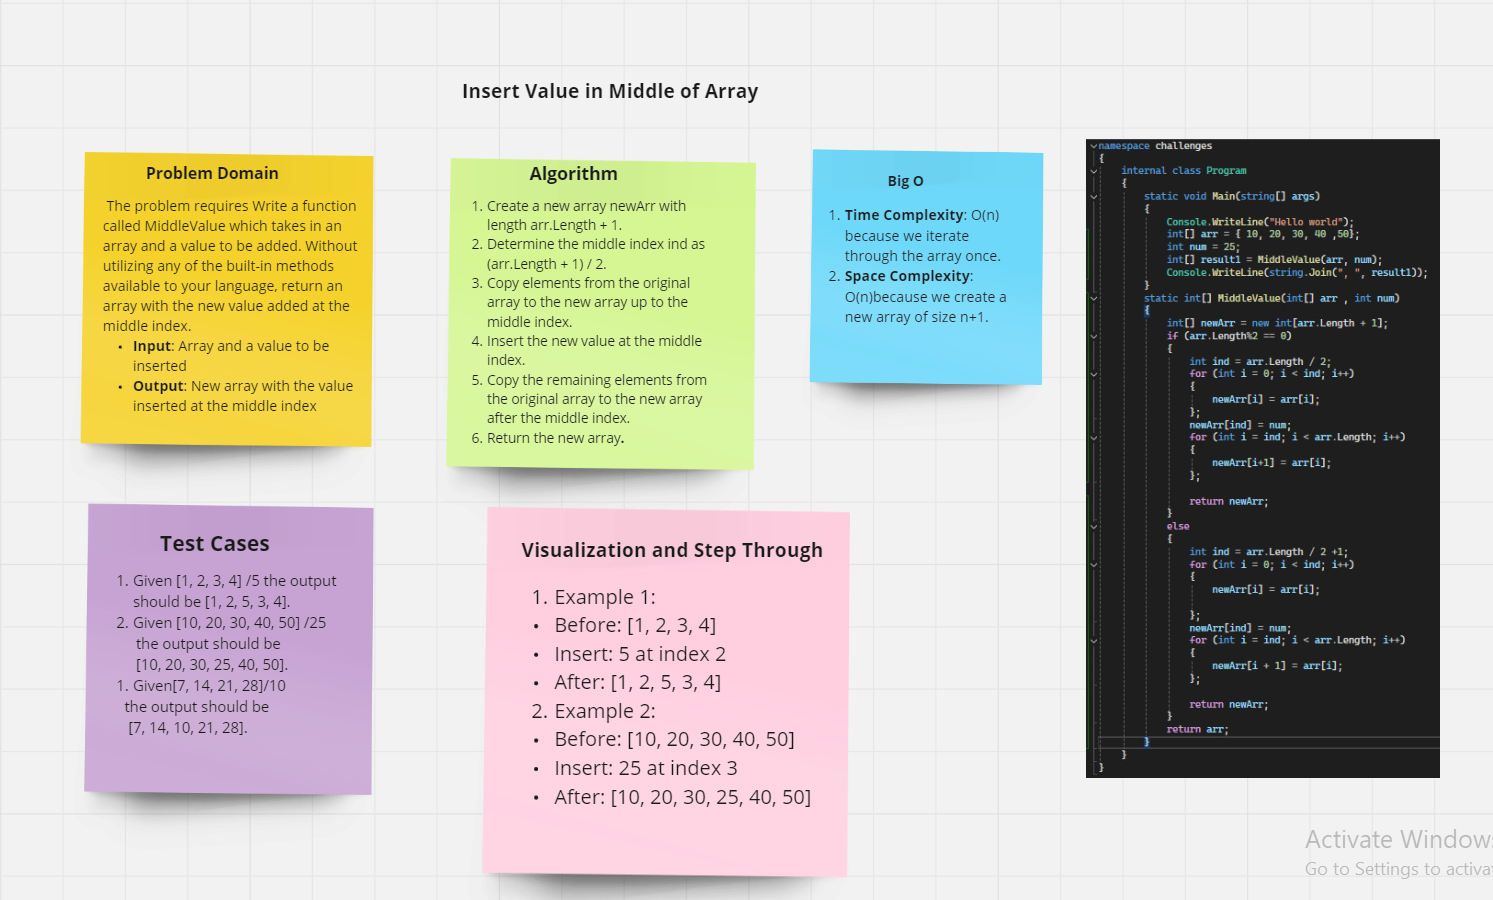 Insert Value in Middle of Array
Problem Domain
The problem requires Write a function
called MiddleValue which takes in an
array and a value to be added. Without
utilizing any of the built-in methods
available to your language, return an
array with the new value added at the
middle index.
• Input: Array and a value to be
inserted
• Output: New array with the value
inserted at the middle index
Algorithm
1. Create a new array newArr with
length arr.Length + 1.
2. Determine the middle index ind as
(arr.Length + 1) / 2.
3. Copy elements from the original
array to the new array up to the
middle index.
4. Insert the new value at the middle
index.
5. Copy the remaining elements from
the original array to the new array
after the middle index.
6. Return the new array.
Big O
1. Time Complexity: O(n)
because we iterate
through the array once.
2. Space Complexity:
O(n)because we create a
new array of size n+1.
Test Cases
1. Given [1, 2, 3, 4] /5 the output
should be [1, 2, 5, 3, 4].
2. Given [10, 20, 30, 40, 50] /25
the output should be
[10, 20, 30, 25, 40, 50].
1. Given[7, 14, 21, 28]/10
the output should be
[7, 14, 10, 21, 28].
Visualization and Step Through
1. Example 1:
• Before: [1, 2, 3, 4]
• Insert: 5 at index 2
• After: [1, 2, 5, 3, 4]
2. Example 2:
• Before: [10, 20, 30, 40, 50]
• Insert: 25 at index 3
• After: [10, 20, 30, 25, 40, 50]
namespace challenges
{
internal class Program
{
static void Main(string[] args)
{
Console.WriteLine("Hello world");
int[] arr = { 10, 20, 30, 40 ,50};
int num = 25;
int[] result1 = MiddleValue(arr, num);
Console.WriteLine(string.Join(", ", result1));
}
static int[] MiddleValue(int[] arr , int num)
{
int[] newArr = new int[arr.Length + 1];
if (arr.Length%2 == 0)
{
int ind = arr.Length / 2;
for (int i = 0; i < ind; i++)
{
newArr[i] = arr[i];
};
newArr[ind] = num;
for (int i = ind; i < arr.Length; i++)
{
newArr[i+1] = arr[i];
};
return newArr;
}
else
{
int ind = arr.Length / 2 +1;
for (int i = 0; i < ind; i++)
{
newArr[i] = arr[i];
};
newArr[ind] = num;
for (int i = ind; i < arr.Length; i++)
{
newArr[i + 1] = arr[i];
};
return newArr;
}
return arr;
}
}
}
Activate Windows
Go to Settings to activat